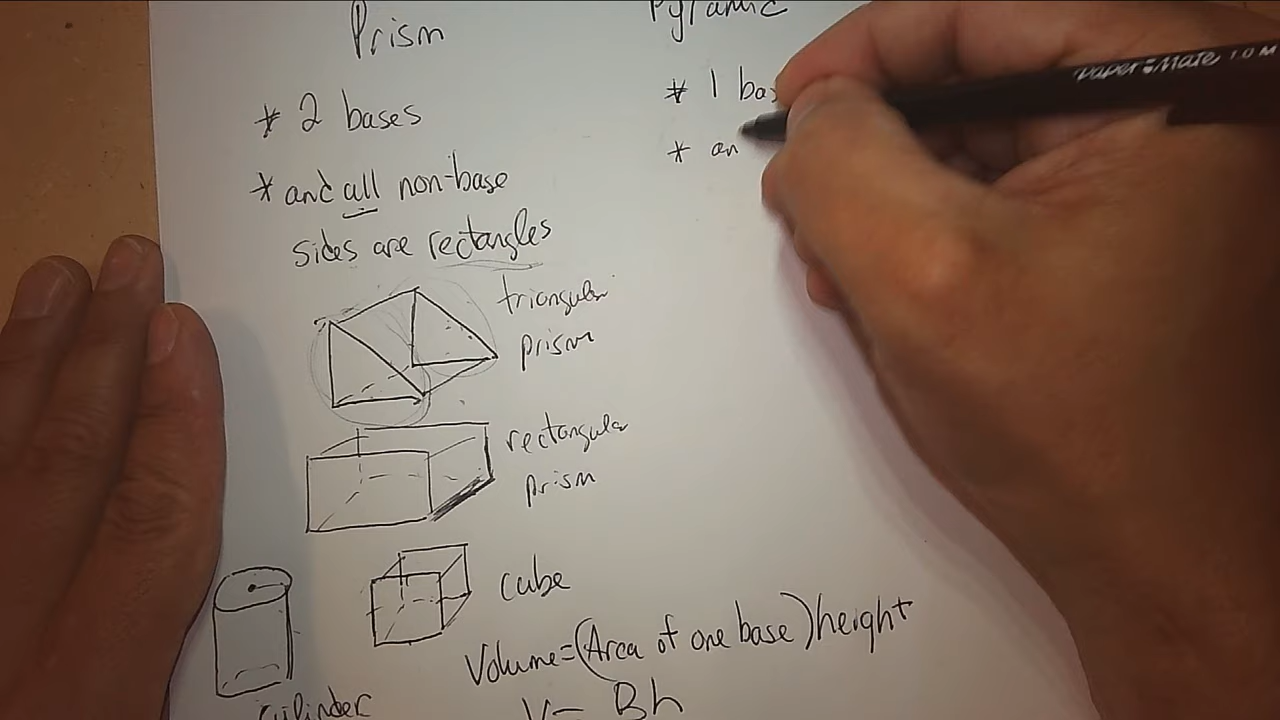 Prism
Pyramid
* 2 bases
* and all non-base
sides are rectangles
triangular
prism
rectangular
prism
cube
cylinder
Volume=(Area of one base)height
V= Bh
* 1 bas
* an
Paper:Mate 1.0 M